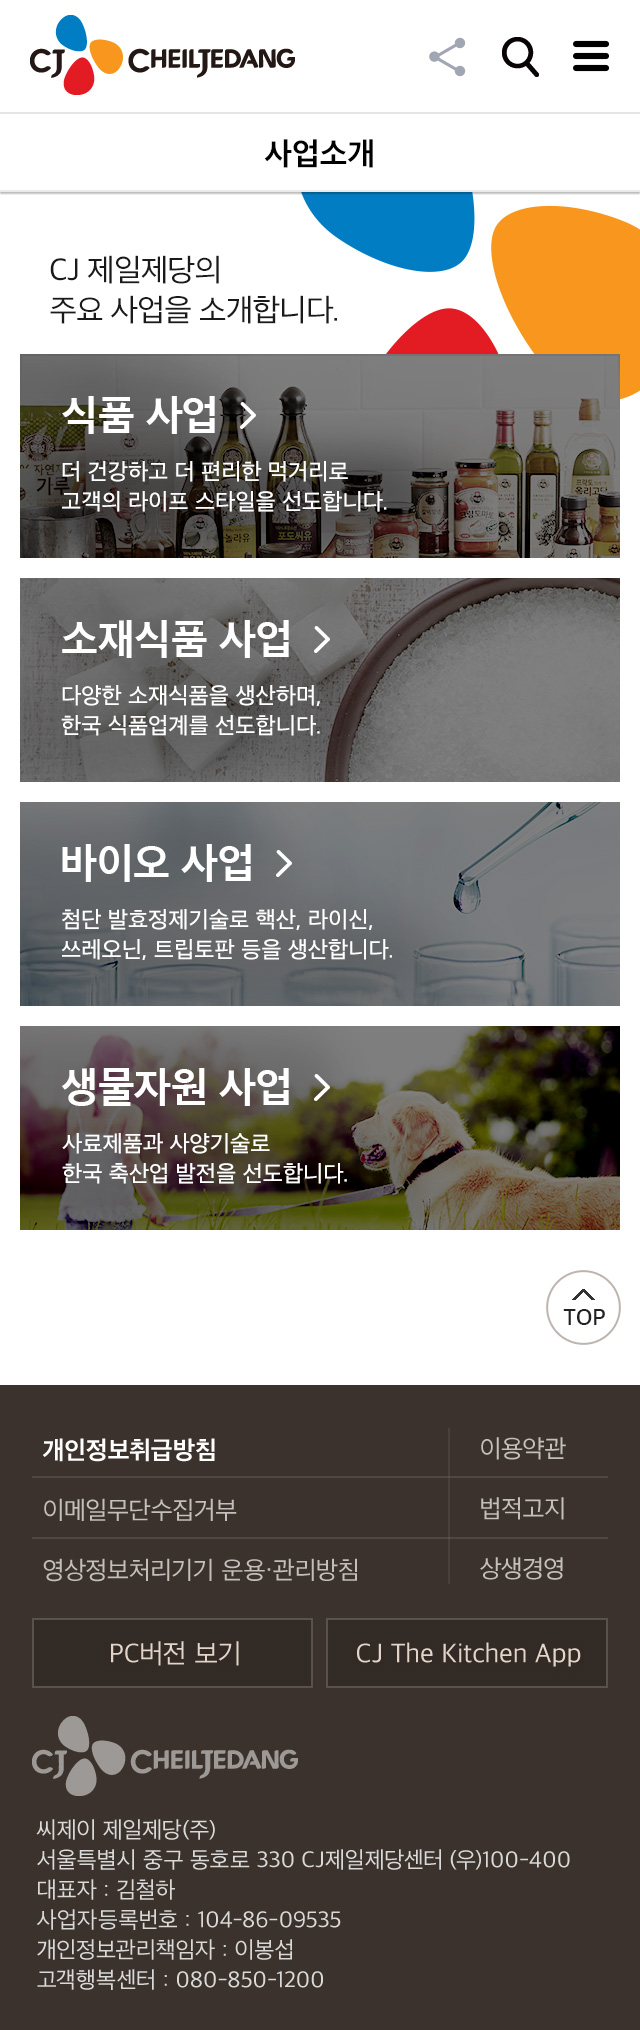 CJ CHEILJEDANG
사업소개
CJ 제일제당의
주요 사업을 소개합니다.
식품 사업 >
더 건강하고 더 편리한 먹거리로
고객의 라이프 스타일을 선도합니다.
소재식품 사업 >
다양한 소재식품을 생산하며,
한국 식품업계를 선도합니다.
바이오 사업 >
첨단 발효정제기술로 핵산, 라이신,
쓰레오닌, 트립토판 등을 생산합니다.
생물자원 사업 >
사료제품과 사양기술로
한국 축산업 발전을 선도합니다.
TOP
개인정보취급방침 이용약관
이메일무단수집거부 법적고지
영상정보처리기기 운용·관리방침 상생경영
PC버전 보기 CJ The Kitchen App
CJ CHEILJEDANG
씨제이 제일제당(주)
서울특별시 중구 동호로 330 CJ제일제당센터 (우)100-400
대표자 : 김철하
사업자등록번호 : 104-86-09535
개인정보관리책임자 : 이봉섭
고객행복센터 : 080-850-1200